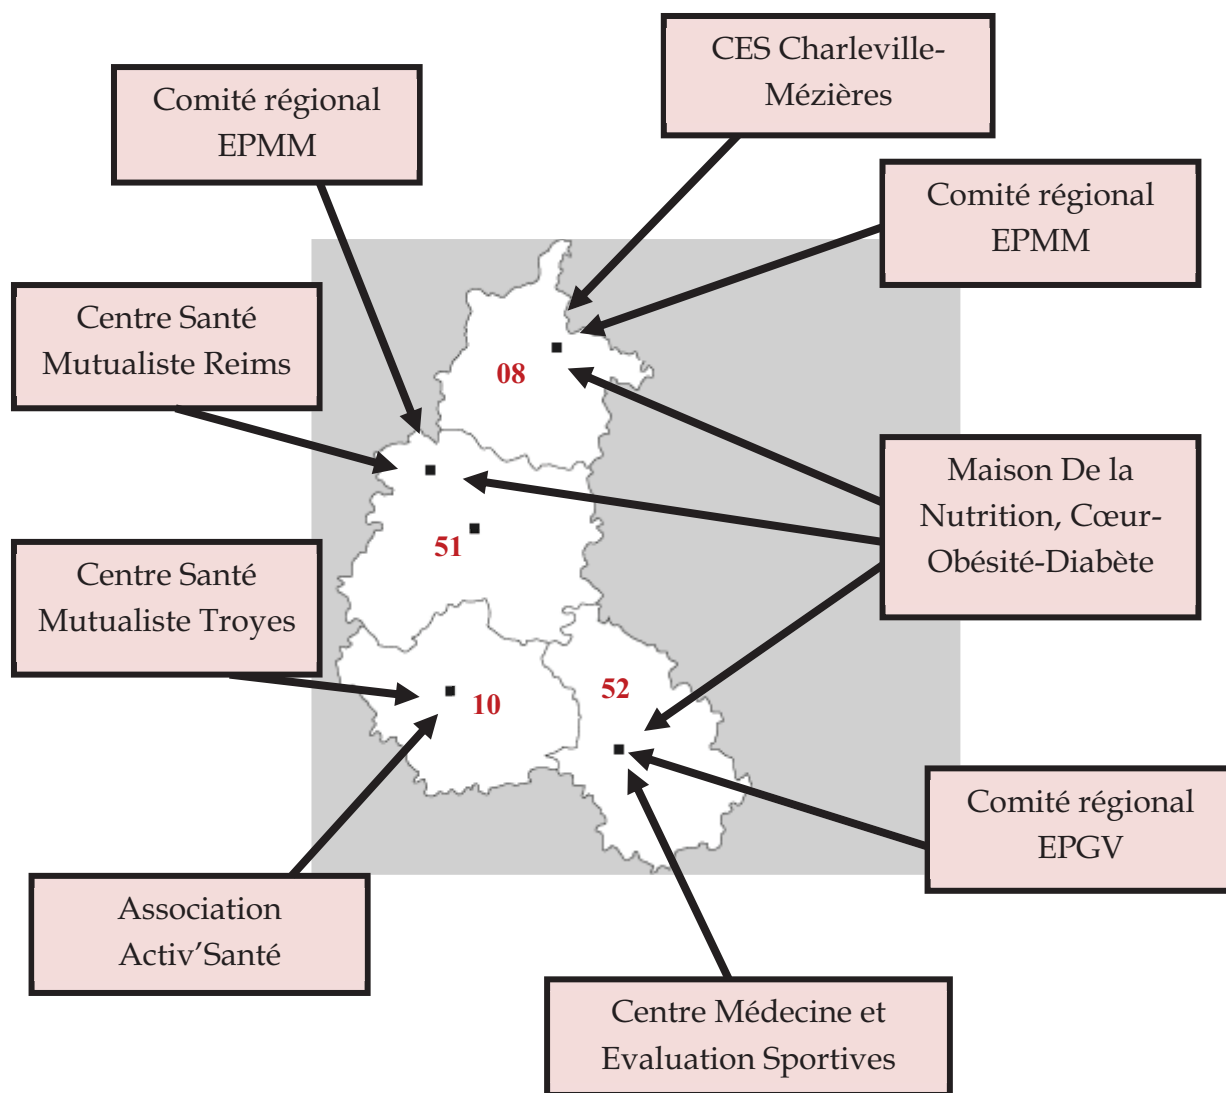 CES Charleville-
Mézières
Comité régional
EPMM
Comité régional
EPMM
Centre Santé
Mutualiste Reims
08
Maison De la
Nutrition, Cœur-
Obésité-Diabète
51
Centre Santé
Mutualiste Troyes
52
10
Comité régional
EPGV
Association
Activ’Santé
Centre Médecine et
Evaluation Sportives